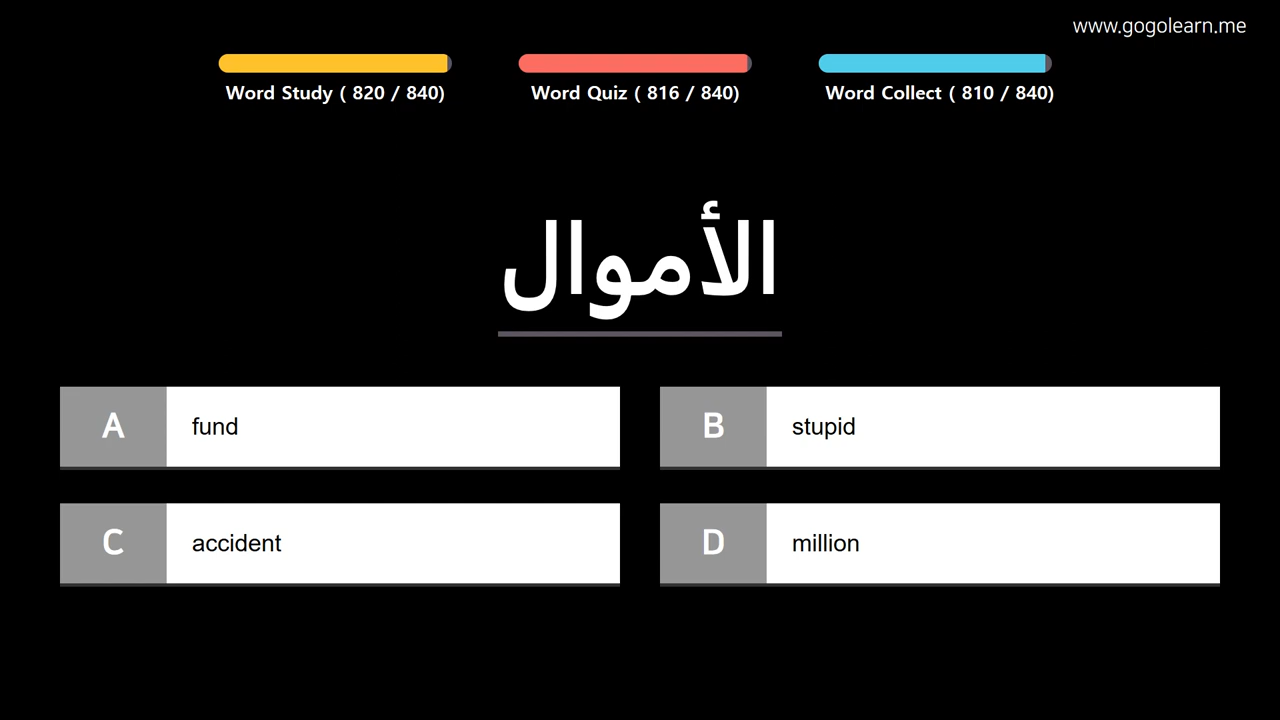 www.gogolearn.me
Word Study ( 820 / 840)
Word Quiz ( 816 / 840)
Word Collect ( 810 / 840)
الأموال
A fund
B stupid
C accident
D million